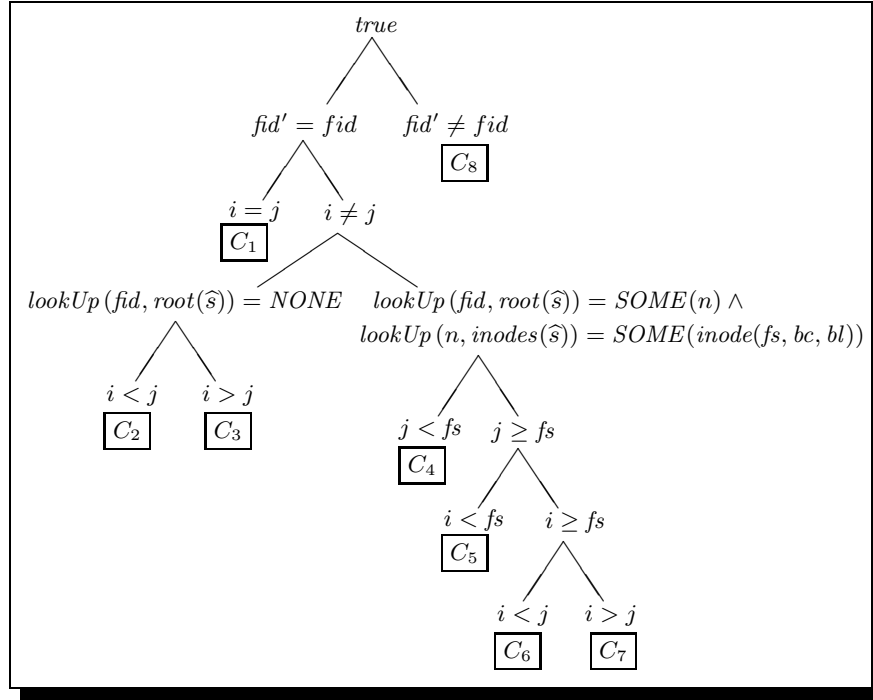 true
fid′ = fid   fid′ ≠ fid
C₈
i = j   i ≠ j
C₁
lookUp (fid, root(ŝ)) = NONE   lookUp (fid, root(ŝ)) = SOME(n) ∧
lookUp (n, inodes(ŝ)) = SOME(inode(fs, bc, bl))
i < j   i > j
C₂   C₃
j < fs   j ≥ fs
C₄
i < fs   i ≥ fs
C₅
i < j   i > j
C₆   C₇